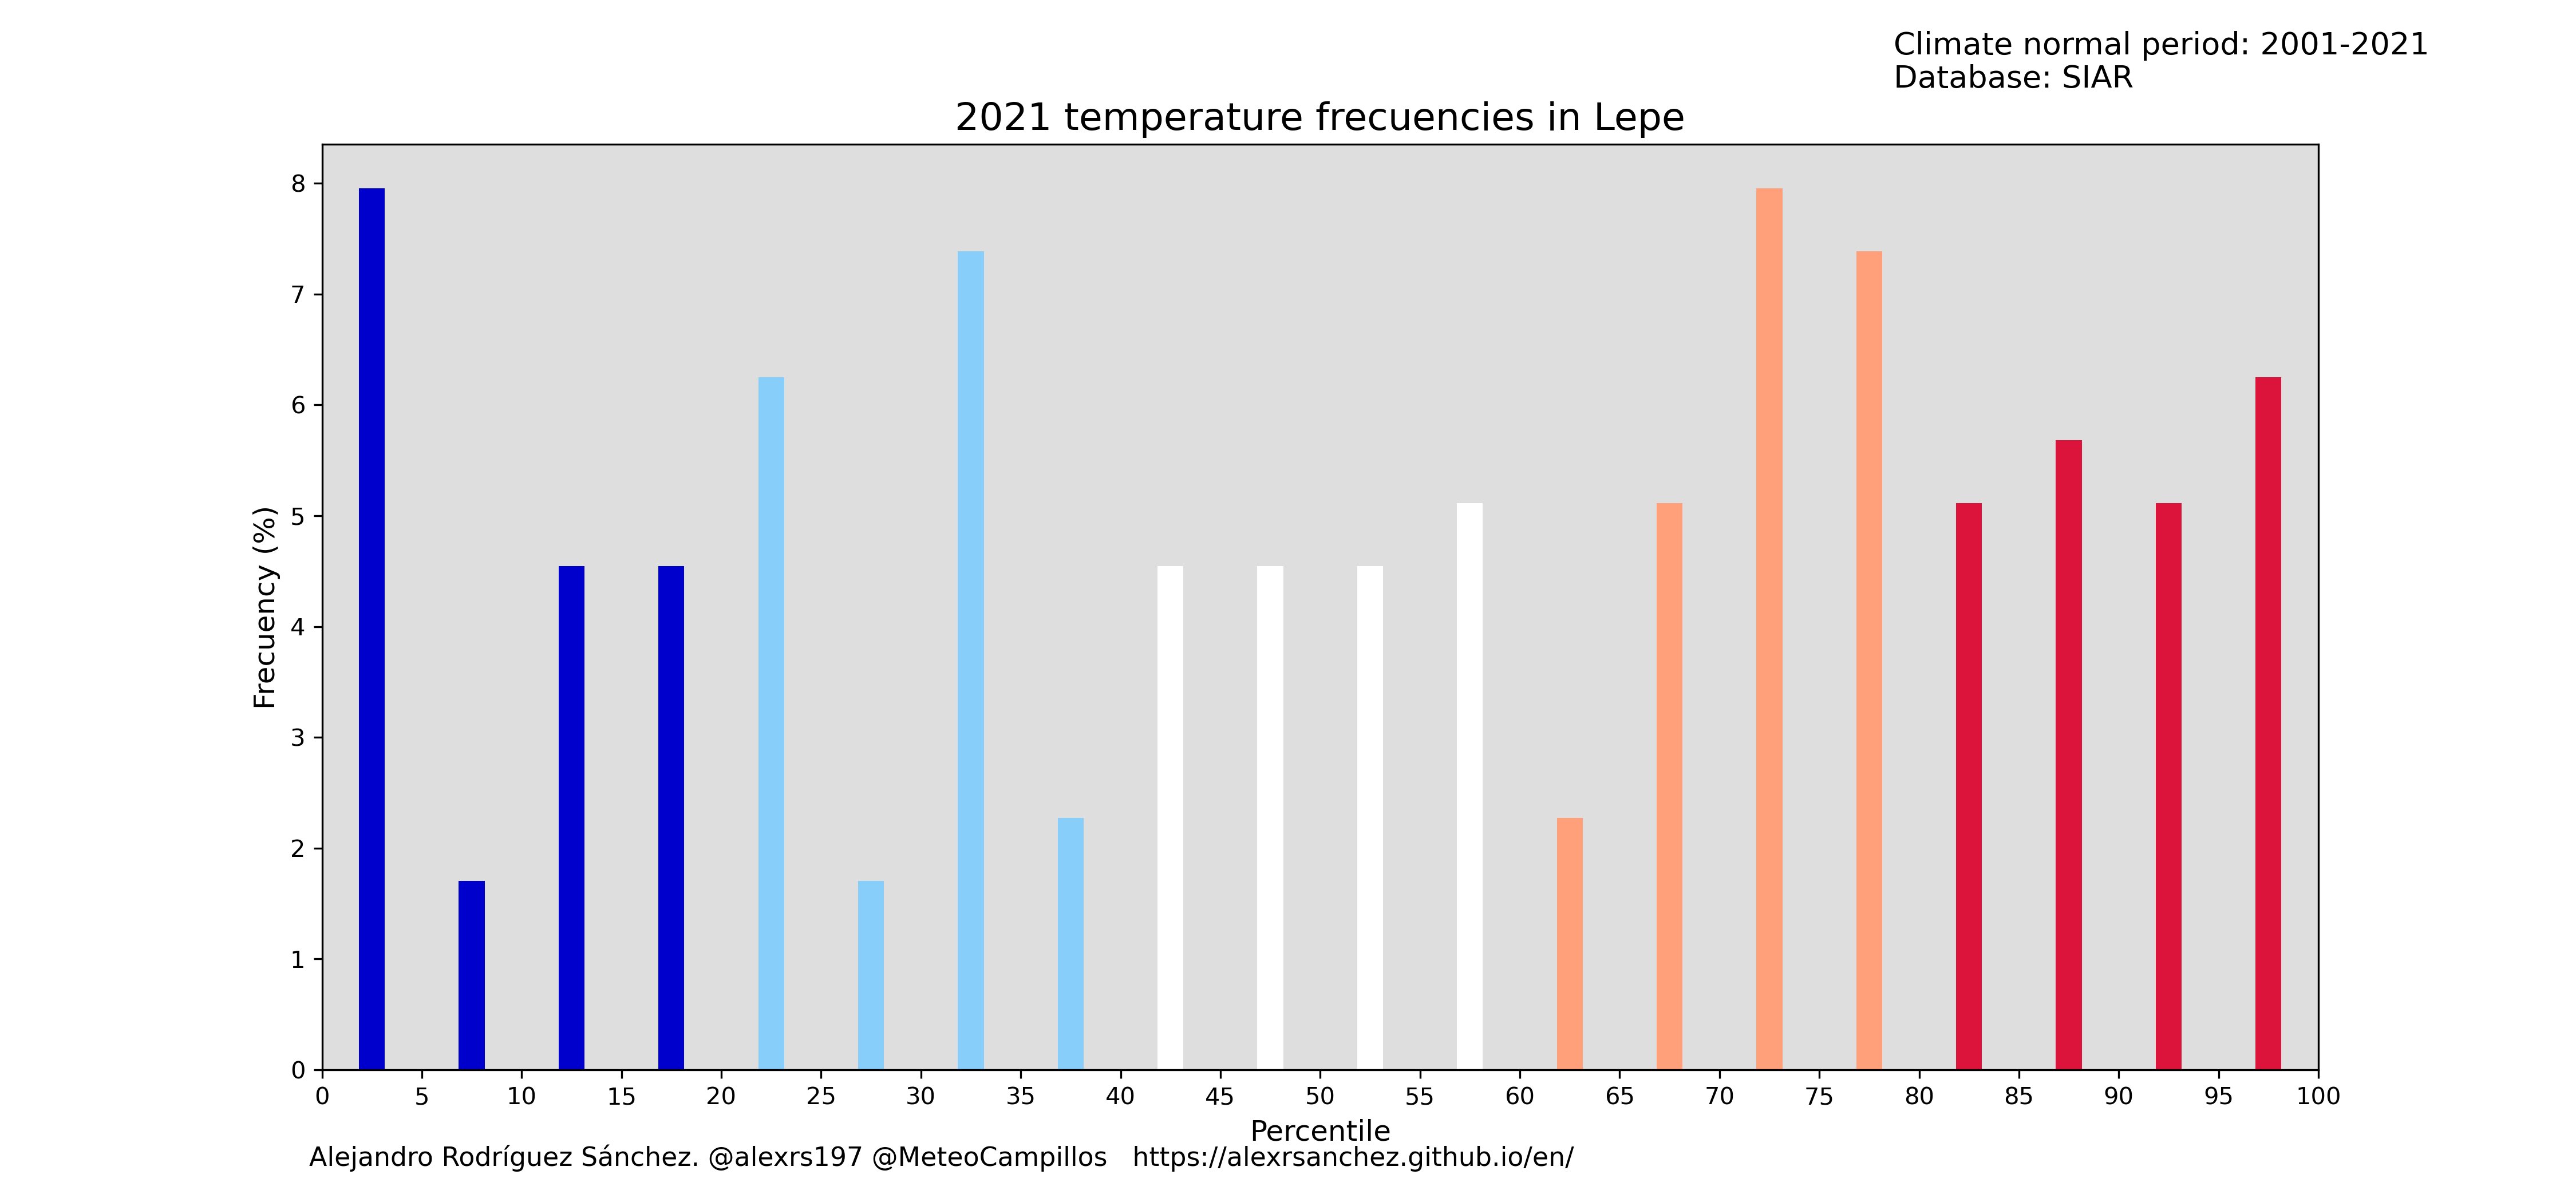 Climate normal period: 2001-2021
Database: SIAR
2021 temperature frecuencies in Lepe
8
7
6
5
4
3
2
1
0
Frecuency (%)
0 5 10 15 20 25 30 35 40 45 50 55 60 65 70 75 80 85 90 95 100
Percentile
Alejandro Rodríguez Sánchez. @alexrs197 @MeteoCampillos https://alexrsanchez.github.io/en/